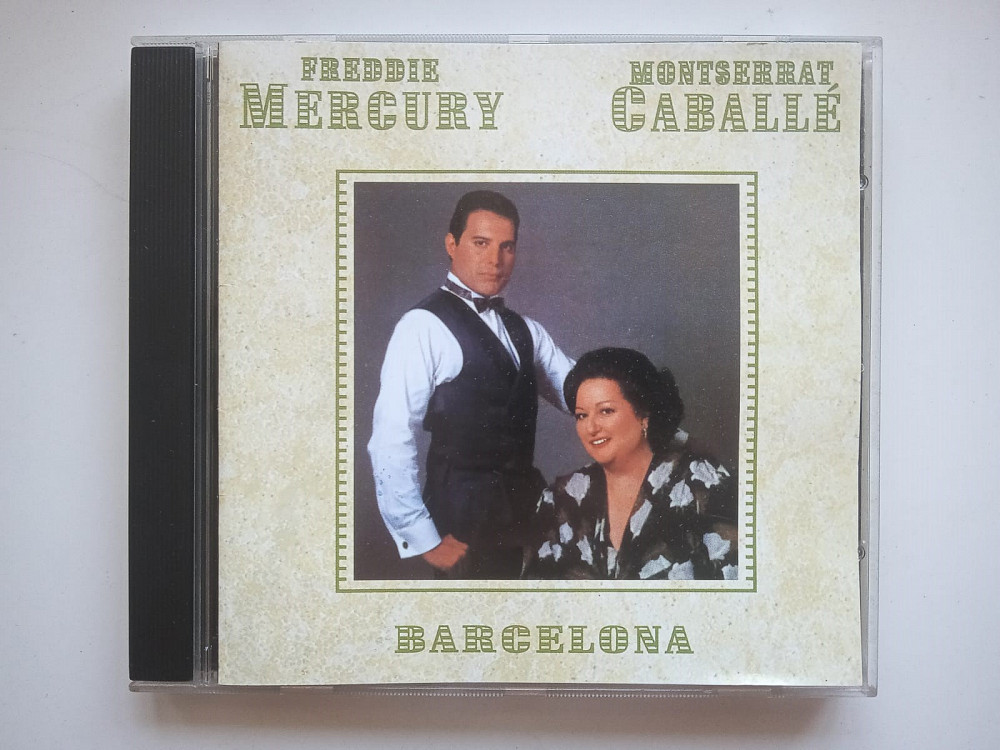 FREDDIE
MERCURY
MONTSERRAT
CABALLÉ
BARCELONA